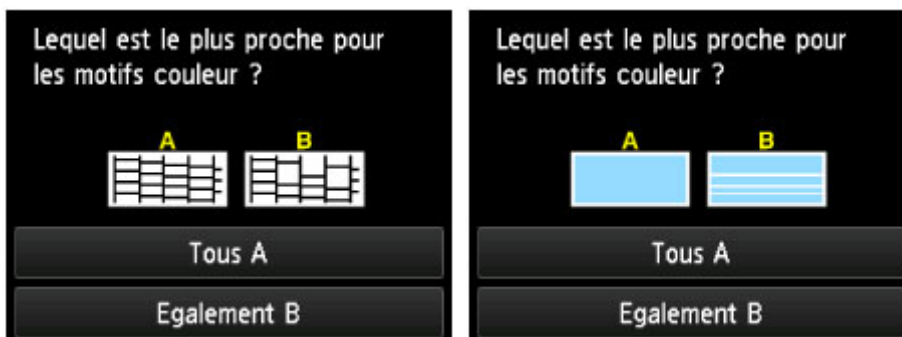 Lequel est le plus proche pour
les motifs couleur ?
A B
Tous A
Egalement B
Lequel est le plus proche pour
les motifs couleur ?
A B
Tous A
Egalement B